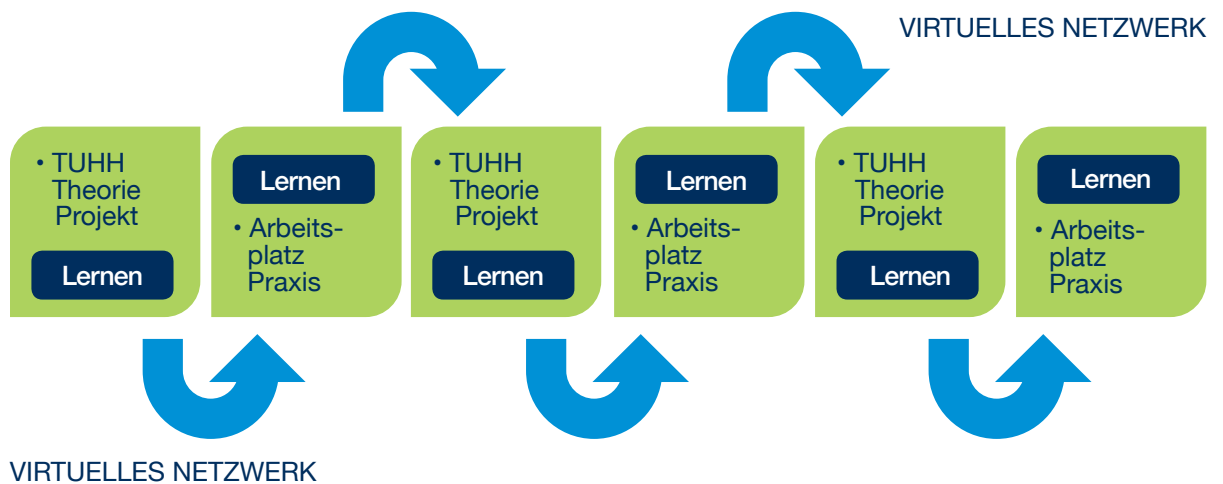 VIRTUELLES NETZWERK
• TUHH
Theorie
Projekt
Lernen
Lernen
• Arbeits-
platz
Praxis
• TUHH
Theorie
Projekt
Lernen
Lernen
• Arbeits-
platz
Praxis
• TUHH
Theorie
Projekt
Lernen
Lernen
• Arbeits-
platz
Praxis
VIRTUELLES NETZWERK